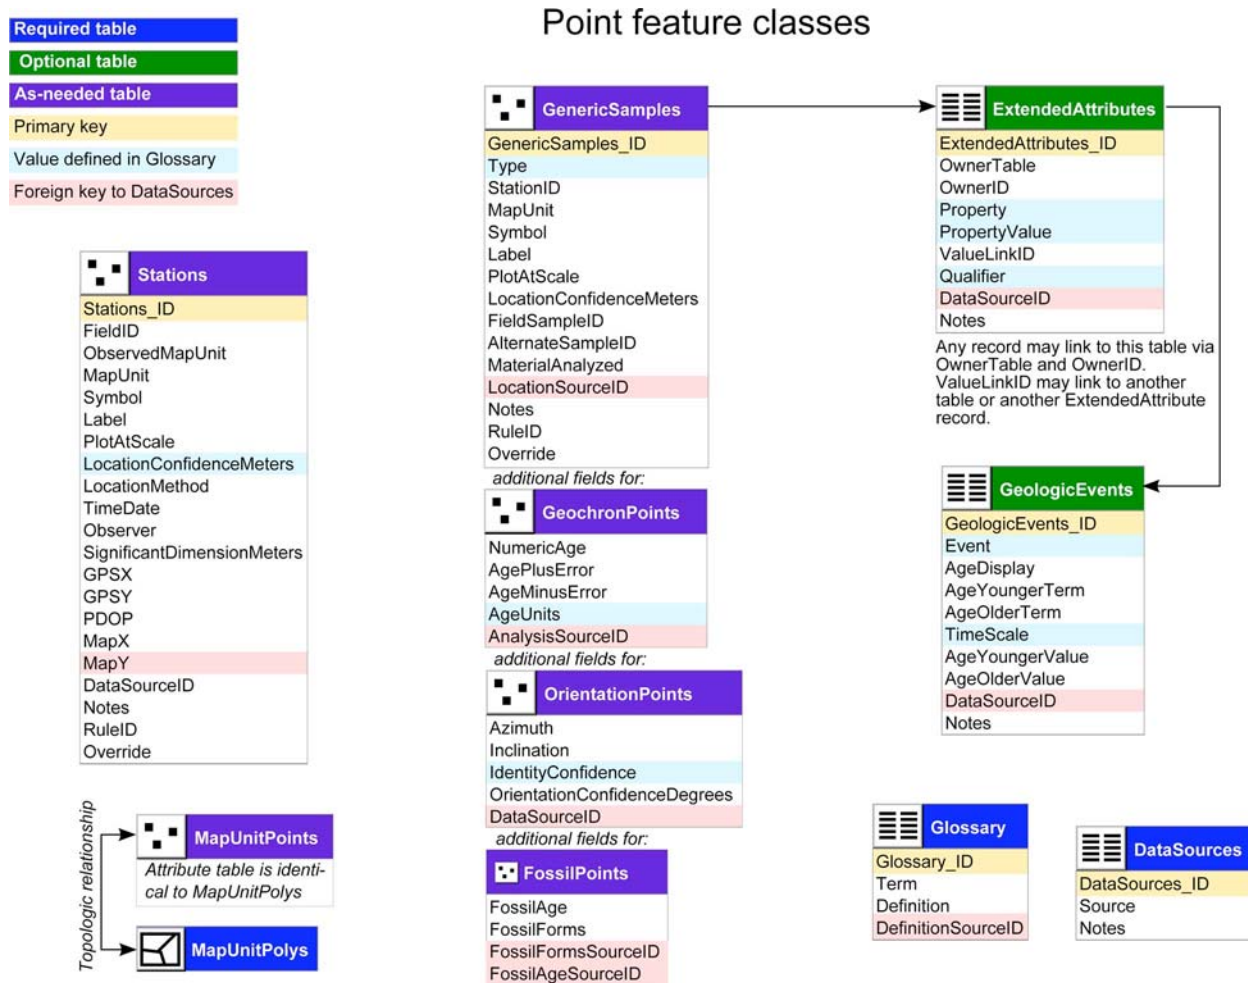 Point feature classes
Required table
Optional table
As-needed table
Primary key
Value defined in Glossary
Foreign key to DataSources
Stations
Stations_ID
FieldID
ObservedMapUnit
MapUnit
Symbol
Label
PlotAtScale
LocationConfidenceMeters
LocationMethod
TimeDate
Observer
SignificantDimensionMeters
GPSX
GPSY
PDOP
MapX
MapY
DataSourceID
Notes
RuleID
Override
Topologic relationship
MapUnitPoints
Attribute table is identi-
cal to MapUnitPolys
MapUnitPolys
GenericSamples
GenericSamples_ID
Type
StationID
MapUnit
Symbol
Label
PlotAtScale
LocationConfidenceMeters
FieldSampleID
AlternateSampleID
MaterialAnalyzed
LocationSourceID
Notes
RuleID
Override
additional fields for:
GeochronPoints
NumericAge
AgePlusError
AgeMinusError
AgeUnits
AnalysisSourceID
additional fields for:
OrientationPoints
Azimuth
Inclination
IdentityConfidence
OrientationConfidenceDegrees
DataSourceID
additional fields for:
FossilPoints
FossilAge
FossilForms
FossilFormsSourceID
FossilAgeSourceID
ExtendedAttributes
ExtendedAttributes_ID
OwnerTable
OwnerID
Property
PropertyValue
ValueLinkID
Qualifier
DataSourceID
Notes
Any record may link to this table via
OwnerTable and OwnerID.
ValueLinkID may link to another
table or another ExtendedAttribute
record.
GeologicEvents
GeologicEvents_ID
Event
AgeDisplay
AgeYoungerTerm
AgeOlderTerm
TimeScale
AgeYoungerValue
AgeOlderValue
DataSourceID
Notes
Glossary
Glossary_ID
Term
Definition
DefinitionSourceID
DataSources
DataSources_ID
Source
Notes